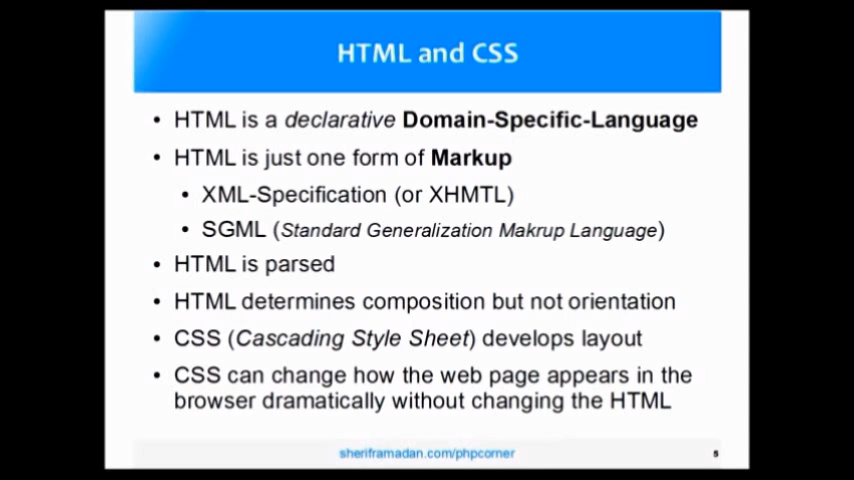 HTML and CSS
• HTML is a declarative Domain-Specific-Language
• HTML is just one form of Markup
• XML-Specification (or XHMTL)
• SGML (Standard Generalization Makrup Language)
• HTML is parsed
• HTML determines composition but not orientation
• CSS (Cascading Style Sheet) develops layout
• CSS can change how the web page appears in the
browser dramatically without changing the HTML
sheriframadan.com/phpcorner
5